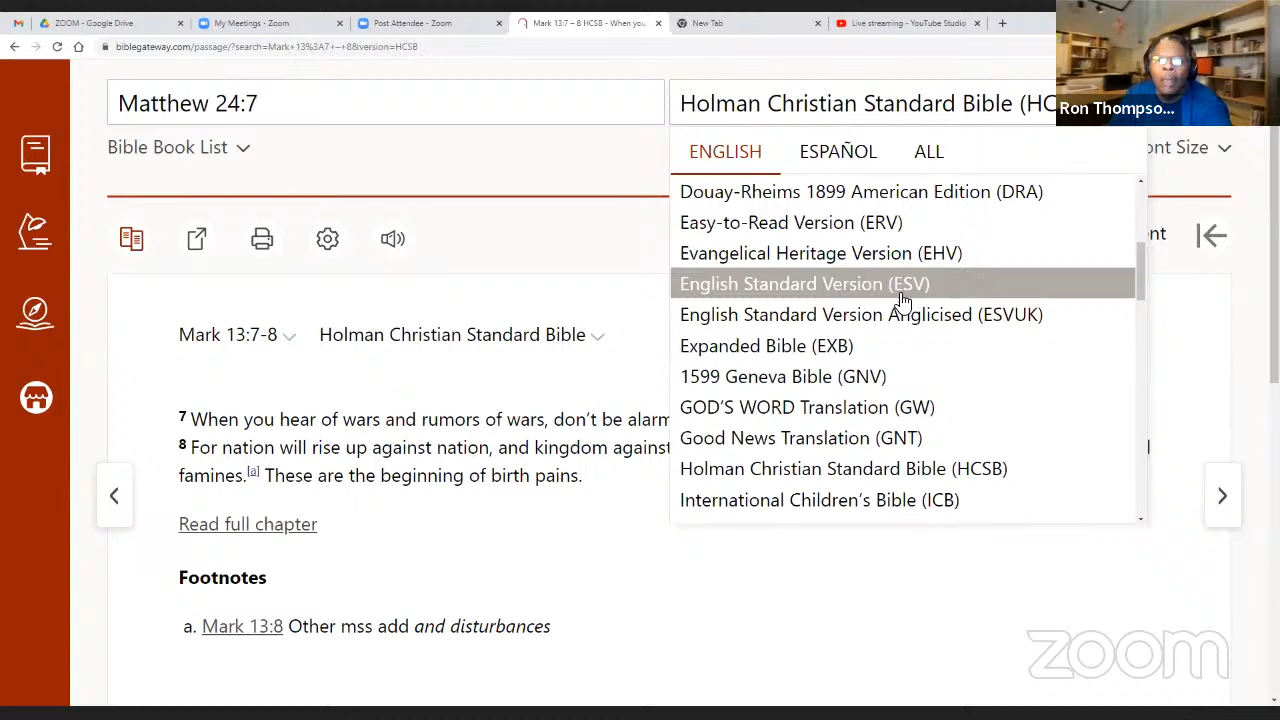 ZOOM - Google Drive
My Meetings - Zoom
Post Attendee - Zoom
Mark 13:7 – 8 HCSB - When you
New Tab
Live streaming - YouTube Studio
biblegateway.com/passage/?search=Mark+13%3A7+-+8&version=HCSB
Ron Thompso...
Matthew 24:7
Holman Christian Standard Bible (HC
Bible Book List
ont Size
ENGLISH ESPAÑOL ALL
Douay-Rheims 1899 American Edition (DRA)
Easy-to-Read Version (ERV)
Evangelical Heritage Version (EHV)
English Standard Version (ESV)
English Standard Version Anglicised (ESVUK)
Expanded Bible (EXB)
1599 Geneva Bible (GNV)
GOD’S WORD Translation (GW)
Good News Translation (GNT)
Holman Christian Standard Bible (HCSB)
International Children’s Bible (ICB)
nt
Mark 13:7-8 Holman Christian Standard Bible
7 When you hear of wars and rumors of wars, don’t be alarm
8 For nation will rise up against nation, and kingdom against
famines.[a] These are the beginning of birth pains.
Read full chapter
Footnotes
a. Mark 13:8 Other mss add and disturbances
zoom